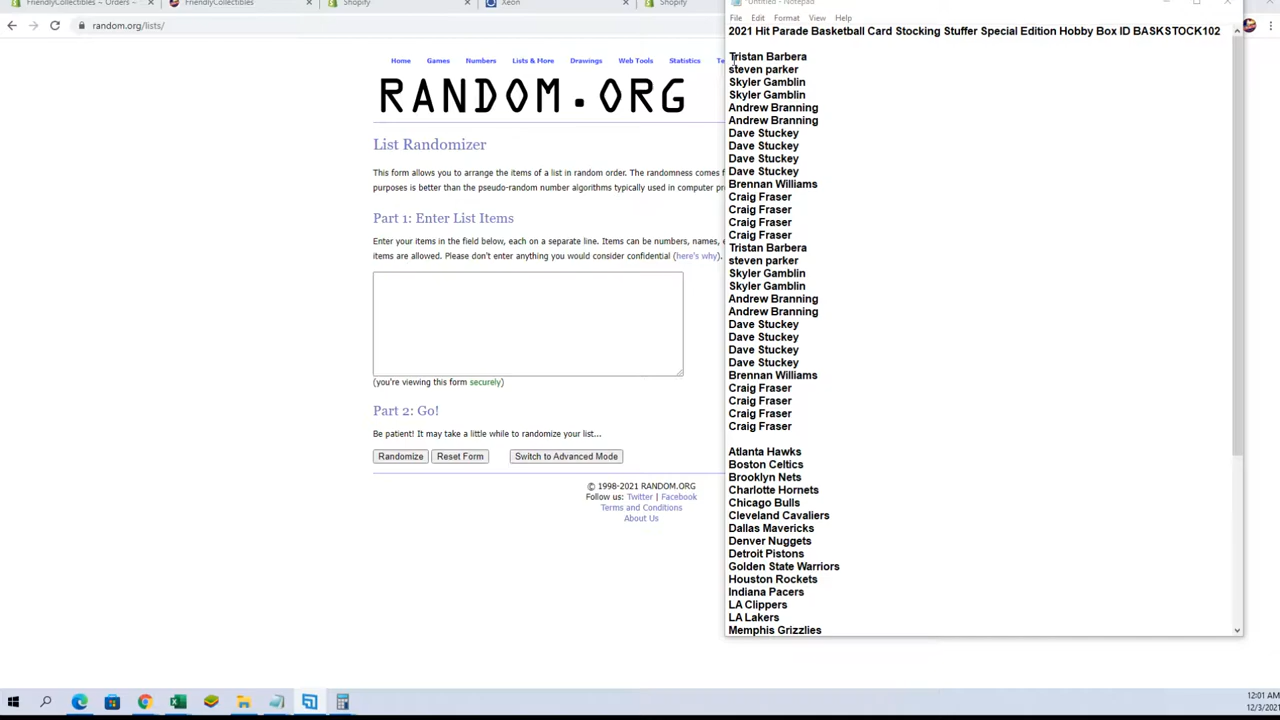 FriendlyCollectibles – Orders –
FriendlyCollectibles
Shopify
Xeon
Shopify
random.org/lists/
*Untitled - Notepad
File Edit Format View Help
2021 Hit Parade Basketball Card Stocking Stuffer Special Edition Hobby Box ID BASKSTOCK102
Home Games Numbers Lists & More Drawings Web Tools Statistics Te
RANDOM.ORG
List Randomizer
This form allows you to arrange the items of a list in random order. The randomness comes f
purposes is better than the pseudo-random number algorithms typically used in computer pr
Part 1: Enter List Items
Enter your items in the field below, each on a separate line. Items can be numbers, names, e
items are allowed. Please don't enter anything you would consider confidential (here's why).
(you're viewing this form securely)
Part 2: Go!
Be patient! It may take a little while to randomize your list...
Randomize Reset Form Switch to Advanced Mode
© 1998-2021 RANDOM.ORG
Follow us: Twitter | Facebook
Terms and Conditions
About Us
Tristan Barbera
steven parker
Skyler Gamblin
Skyler Gamblin
Andrew Branning
Andrew Branning
Dave Stuckey
Dave Stuckey
Dave Stuckey
Dave Stuckey
Brennan Williams
Craig Fraser
Craig Fraser
Craig Fraser
Craig Fraser
Tristan Barbera
steven parker
Skyler Gamblin
Skyler Gamblin
Andrew Branning
Andrew Branning
Dave Stuckey
Dave Stuckey
Dave Stuckey
Dave Stuckey
Brennan Williams
Craig Fraser
Craig Fraser
Craig Fraser
Craig Fraser
Atlanta Hawks
Boston Celtics
Brooklyn Nets
Charlotte Hornets
Chicago Bulls
Cleveland Cavaliers
Dallas Mavericks
Denver Nuggets
Detroit Pistons
Golden State Warriors
Houston Rockets
Indiana Pacers
LA Clippers
LA Lakers
Memphis Grizzlies
12:01 AM
12/3/2021